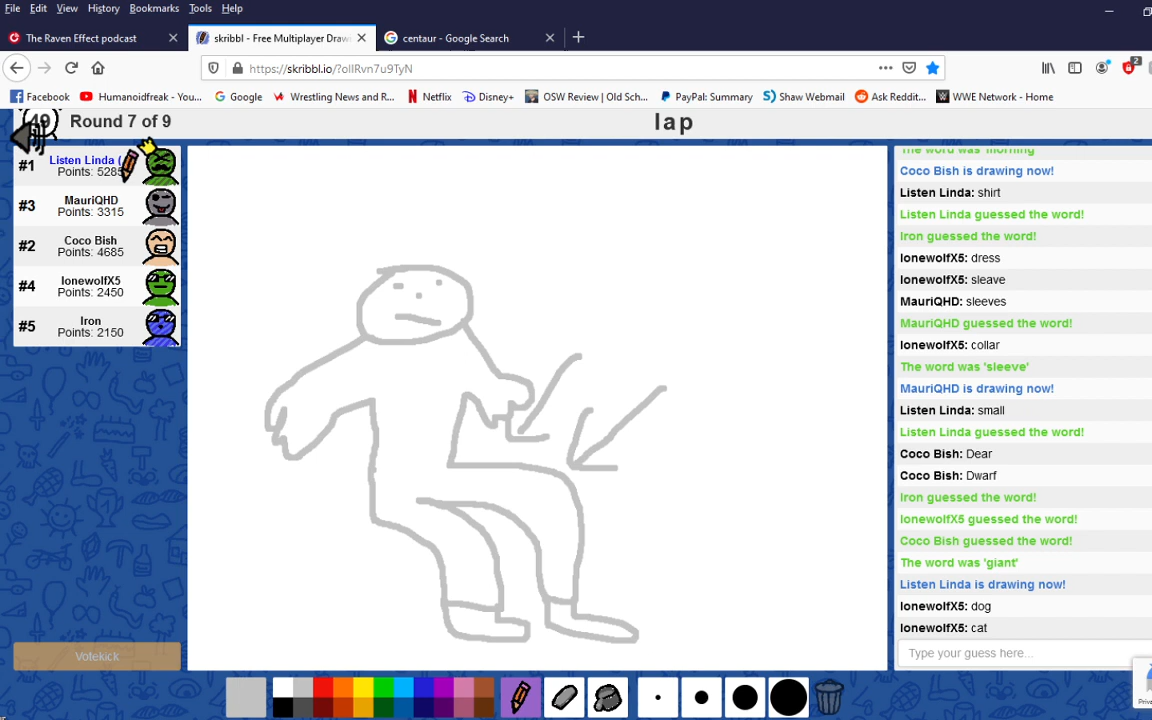 File Edit View History Bookmarks Tools Help
The Raven Effect podcast
skribbl - Free Multiplayer Draw
centaur - Google Search
https://skribbl.io/?olIRvn7u9TyN
Facebook
Humanoidfreak - You...
Google
Wrestling News and R...
Netflix
Disney+
OSW Review | Old Sch...
PayPal: Summary
Shaw Webmail
Ask Reddit...
WWE Network - Home
49
Round 7 of 9
lap
#1
Listen Linda (
Points: 5285
#3
MauriQHD
Points: 3315
#2
Coco Bish
Points: 4685
#4
lonewolfX5
Points: 2450
#5
Iron
Points: 2150
Votekick
The word was 'morning'
Coco Bish is drawing now!
Listen Linda: shirt
Listen Linda guessed the word!
Iron guessed the word!
lonewolfX5: dress
lonewolfX5: sleave
MauriQHD: sleeves
MauriQHD guessed the word!
lonewolfX5: collar
The word was 'sleeve'
MauriQHD is drawing now!
Listen Linda: small
Listen Linda guessed the word!
Coco Bish: Dear
Coco Bish: Dwarf
Iron guessed the word!
lonewolfX5 guessed the word!
Coco Bish guessed the word!
The word was 'giant'
Listen Linda is drawing now!
lonewolfX5: dog
lonewolfX5: cat
Type your guess here...
2